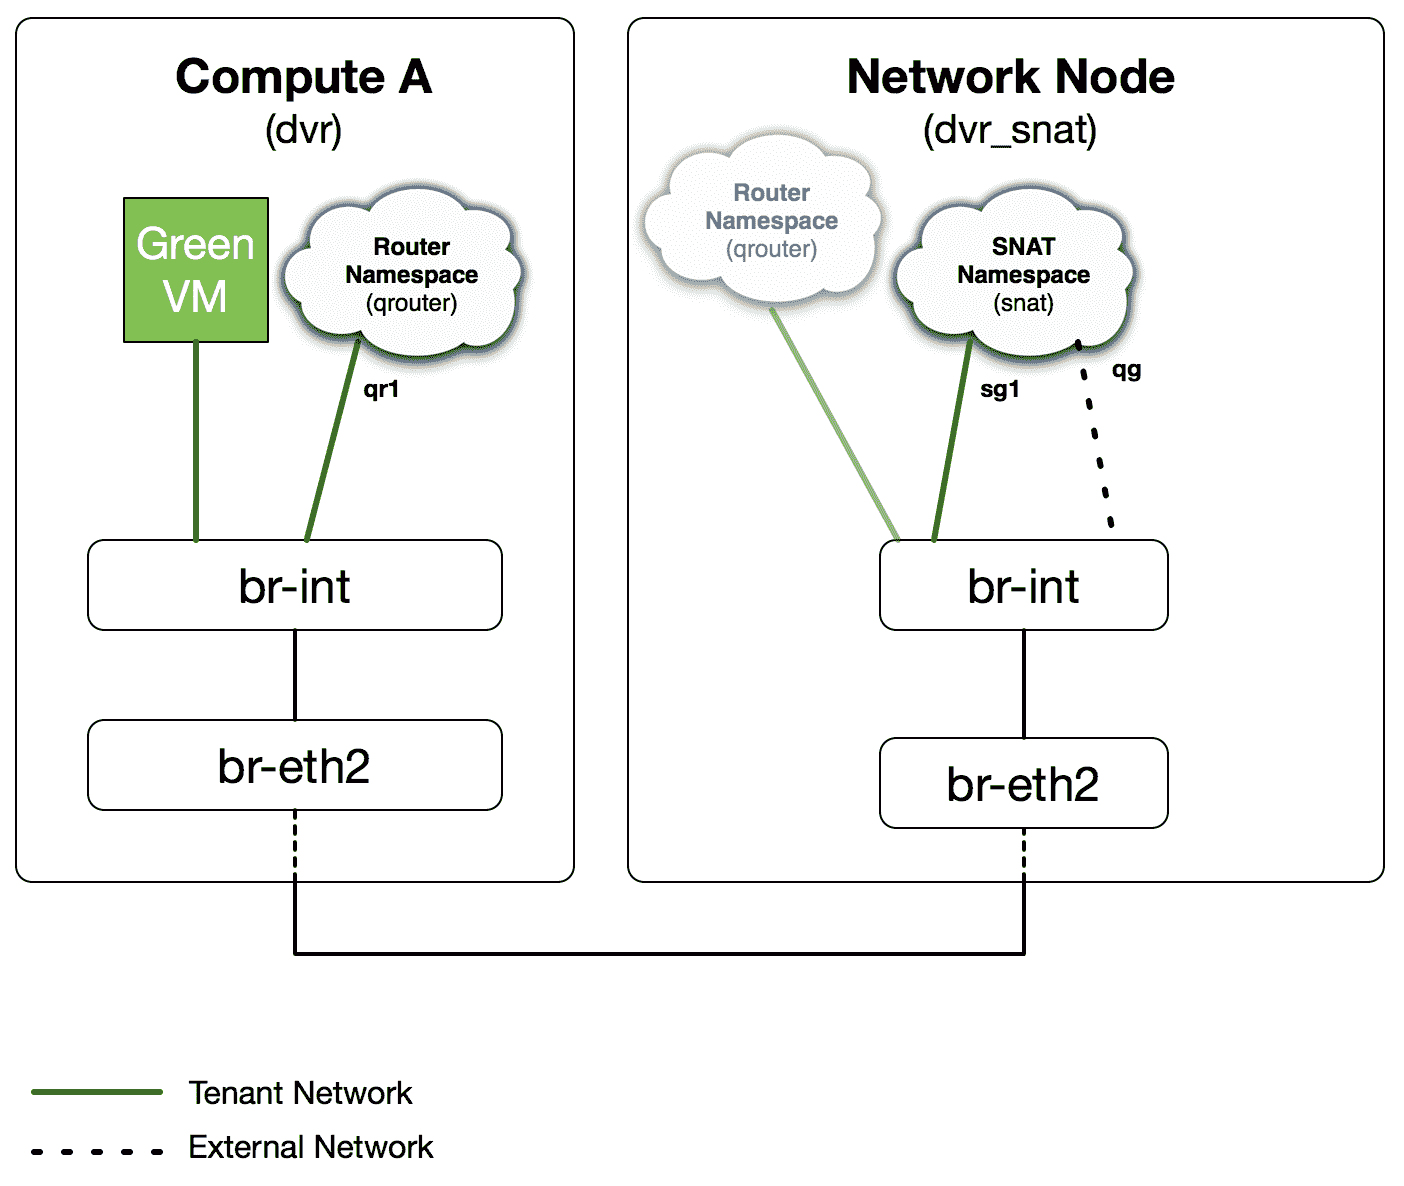 Compute A
(dvr)
Green
VM
Router
Namespace
(qrouter)
qr1
br-int
br-eth2
Network Node
(dvr_snat)
Router
Namespace
(qrouter)
SNAT
Namespace
(snat)
sg1
qg
br-int
br-eth2
Tenant Network
External Network